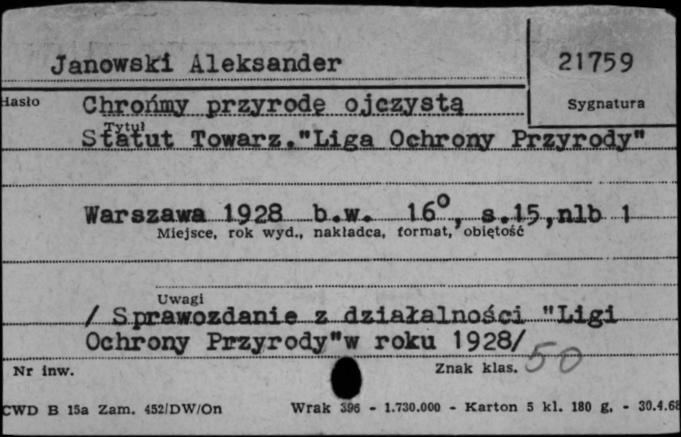 Janowski Aleksander
21759
Hasło
Chrońmy przyrodę ojczystą
Sygnatura
Tytuł
Statut Towarz."Liga Ochrony Przyrody"
Warszawa 1928 b.w. 16°, s.15,nlb 1
Miejsce, rok wyd., nakładca, format, objętość
Uwagi
/ Sprawozdanie z działalności "Ligi
Ochrony Przyrody"w roku 1928/
Nr inw.
Znak klas. 50
CWD B 15a Zam. 452/DW/On
Wrak 396 - 1.730.000 - Karton 5 kl. 180 g. - 30.4.68